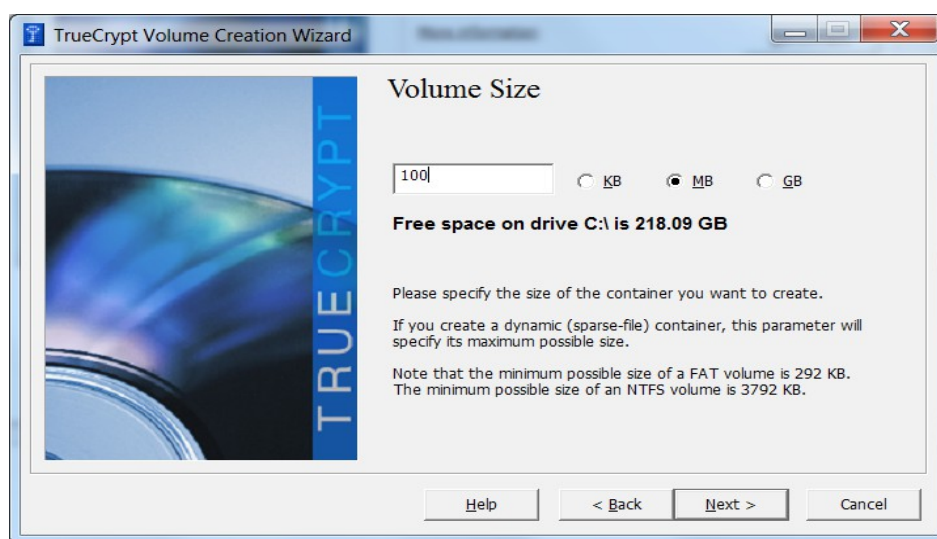 TrueCrypt Volume Creation Wizard
TRUECRYPT
Volume Size
100
KB MB GB
Free space on drive C:\ is 218.09 GB
Please specify the size of the container you want to create.
If you create a dynamic (sparse-file) container, this parameter will
specify its maximum possible size.
Note that the minimum possible size of a FAT volume is 292 KB.
The minimum possible size of an NTFS volume is 3792 KB.
Help < Back Next > Cancel